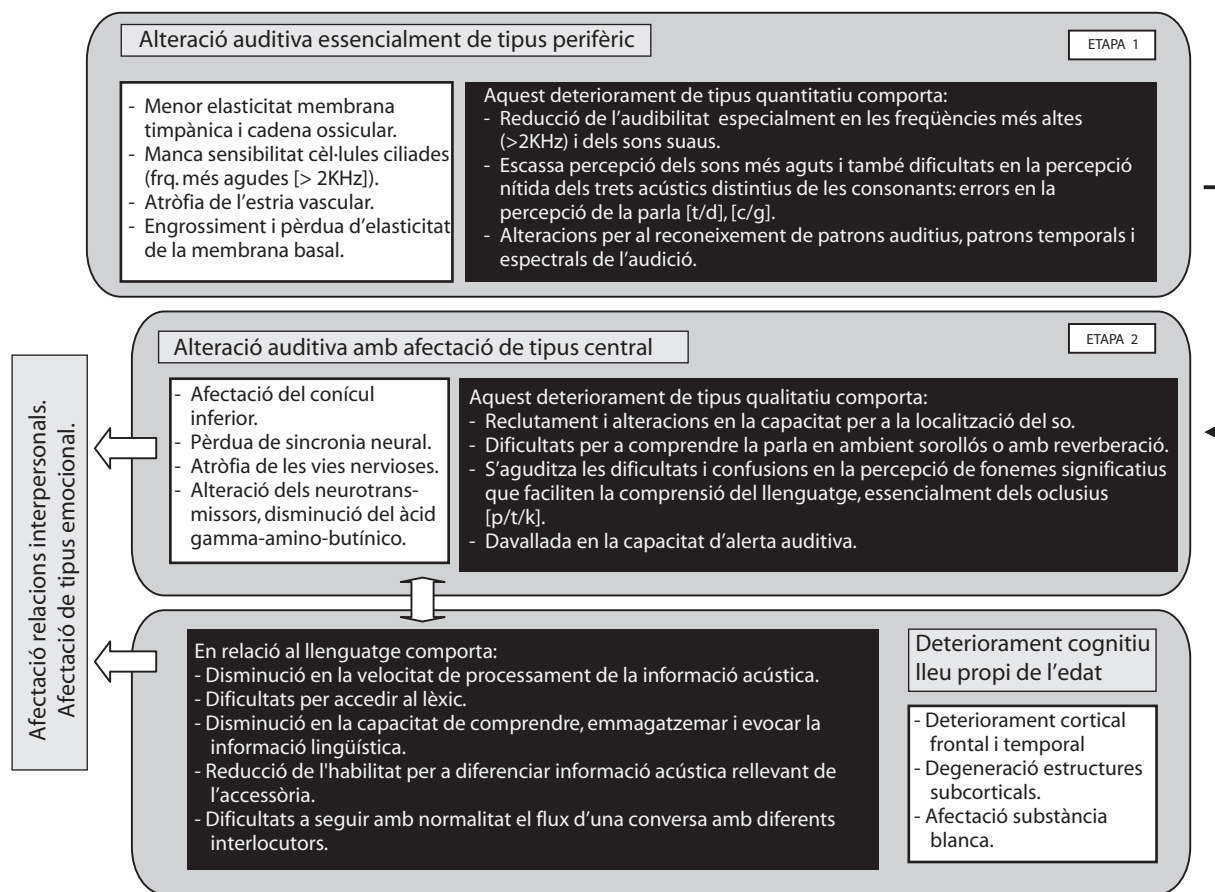 Alteració auditiva essencialment de tipus perifèric
ETAPA 1
- Menor elasticitat membrana
timpànica i cadena ossicular.
- Manca sensibilitat cèl·lules ciliades
(frq. més agudes [> 2KHz]).
- Atròfia de l'estria vascular.
- Engrossiment i pèrdua d'elasticitat
de la membrana basal.
Aquest deteriorament de tipus quantitatiu comporta:
- Reducció de l'audibilitat especialment en les freqüències més altes
(>2KHz) i dels sons suaus.
- Escassa percepció dels sons més aguts i també dificultats en la percepció
nítida dels trets acústics distintius de les consonants: errors en la
percepció de la parla [t/d], [c/g].
- Alteracions per al reconeixement de patrons auditius, patrons temporals i
espectrals de l'audició.
Alteració auditiva amb afectació de tipus central
ETAPA 2
- Afectació del conícul
inferior.
- Pèrdua de sincronia neural.
- Atròfia de les vies nervioses.
- Alteració dels neurotrans-
missors, disminució del àcid
gamma-amino-butínico.
Aquest deteriorament de tipus qualitatiu comporta:
- Reclutament i alteracions en la capacitat per a la localització del so.
- Dificultats per a comprendre la parla en ambient sorollós o amb reverberació.
- S'aguditza les dificultats i confusions en la percepció de fonemes significatius
que faciliten la comprensió del llenguatge, essencialment dels oclusius
[p/t/k].
- Davallada en la capacitat d'alerta auditiva.
Afectació relacions interpersonals.
Afectació de tipus emocional.
En relació al llenguatge comporta:
- Disminució en la velocitat de processament de la informació acústica.
- Dificultats per accedir al lèxic.
- Disminució en la capacitat de comprendre, emmagatzemar i evocar la
informació lingüística.
- Reducció de l'habilitat per a diferenciar informació acústica rellevant de
l'accessòria.
- Dificultats a seguir amb normalitat el flux d'una conversa amb diferents
interlocutors.
Deteriorament cognitiu
lleu propi de l'edat
- Deteriorament cortical
frontal i temporal
- Degeneració estructures
subcorticals.
- Afectació substància
blanca.